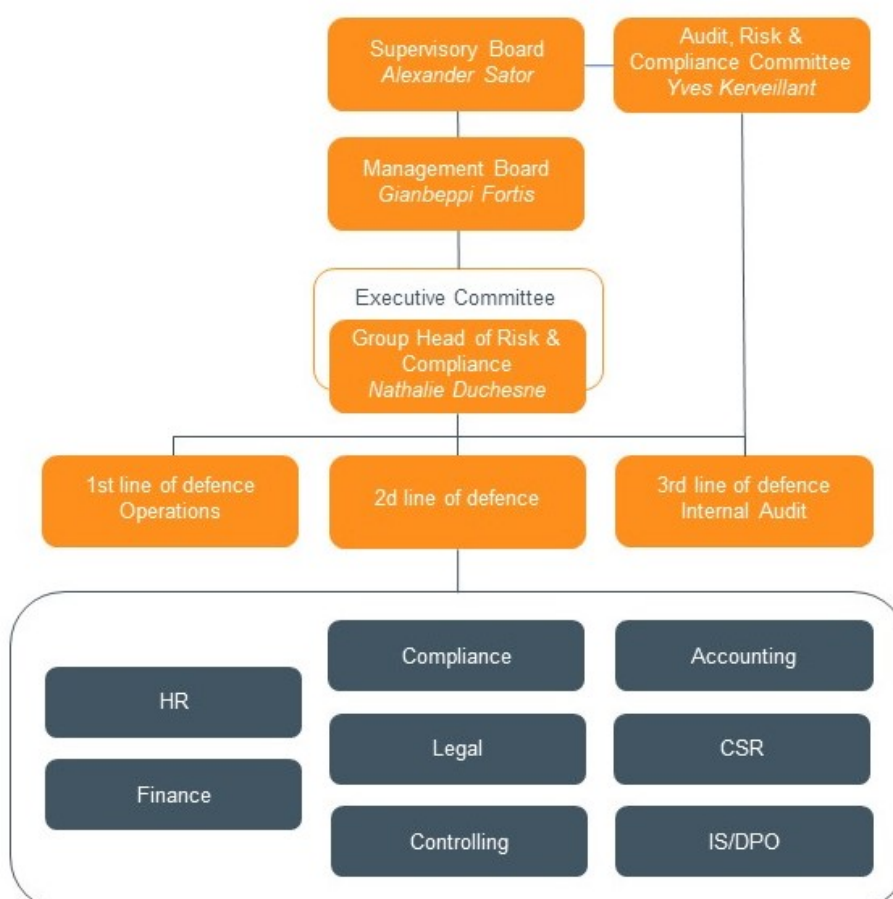 Supervisory Board
Alexander Sator
Audit, Risk &
Compliance Committee
Yves Kerveillant
Management Board
Gianbeppi Fortis
Executive Committee
Group Head of Risk &
Compliance
Nathalie Duchesne
1st line of defence
Operations
2d line of defence
3rd line of defence
Internal Audit
HR
Finance
Compliance
Legal
Controlling
Accounting
CSR
IS/DPO